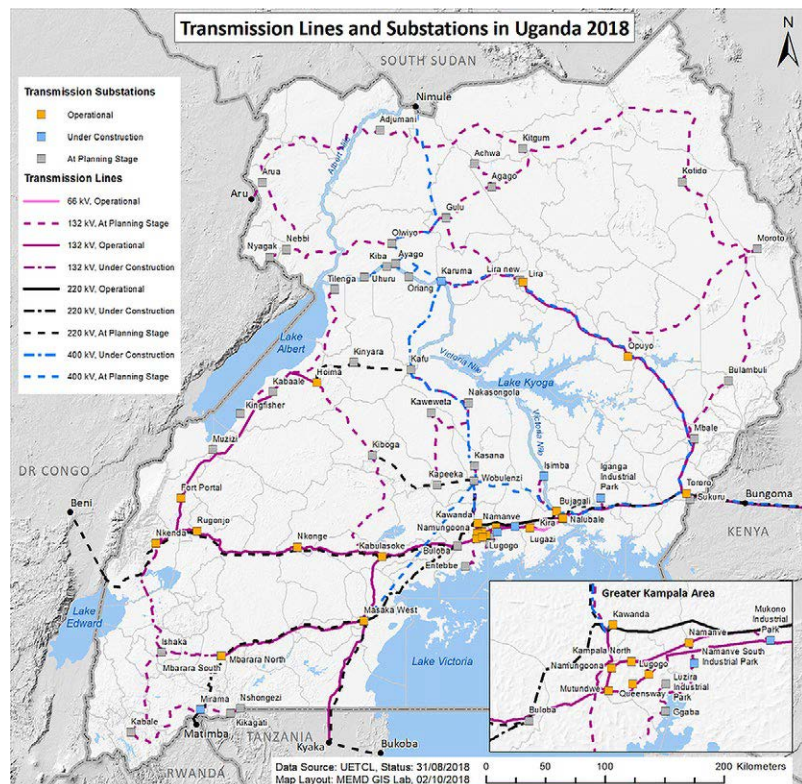 Transmission Lines and Substations in Uganda 2018
N
SOUTH SUDAN
Transmission Substations
Operational
Under Construction
At Planning Stage
Transmission Lines
66 kV, Operational
132 kV, At Planning Stage
132 kV, Operational
132 kV, Under Construction
220 kV, Operational
220 kV, Under Construction
220 kV, At Planning Stage
400 kV, Under Construction
400 kV, At Planning Stage
Nimule
Adjumani
Albert Nile
Kitgum
Achwa
Agago
Kotido
Arua
Aru
Gulu
Moroto
Nebbi
Nyagak
Olwiyo
Ayago
Kiba
Uhuru
Oriang
Karuma
Lira new
Lira
Tilenga
Lake
Albert
Kinyara
Kafu
Victoria Nile
Opuyo
Lake Kyoga
Hoima
Kabaale
Kingfisher
Kaweweta
Nakasongola
Victoria Nile
Bulambuli
Mbale
Muzizi
Kiboga
Kasana
Kapeeka
Wobulenzi
Isimba
Iganga
Industrial
Park
DR CONGO
Beni
Fort Portal
Rugonjo
Nkenda
Nkonge
Kabulasoke
Kawanda
Namanve
Namungoona
Buloba
Lugogo
Kira
Lugazi
Bujagali
Nalubale
Tororo
Sukuru
Bungoma
KENYA
Entebbe
Lake
Edward
Masaka West
Ishaka
Mbarara South
Mbarara North
Lake Victoria
Mirama
Nshongezi
Kikagati
Kabale
Matimba
TANZANIA
RWANDA
Kyaka
Bukoba
Greater Kampala Area
Kawanda
Mukono
Industrial
Park
Namanve
Kampala North
Namungoona
Lugogo
Namanve South
Industrial Park
Mutundwe
Queensway
Luzira
Industrial
Park
Ggaba
Buloba
Data Source: UETCL, Status: 31/08/2018
Map Layout: MEMD GIS Lab, 02/10/2018
0 50 100 200 Kilometers